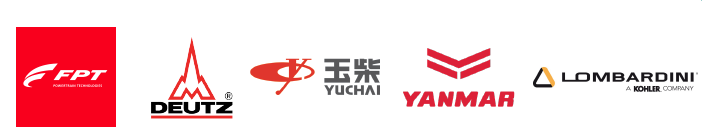 FPT
POWERTRAIN TECHNOLOGIES
DEUTZ®
玉柴
YUCHAI
YANMAR
LOMBARDINI
A KOHLER COMPANY